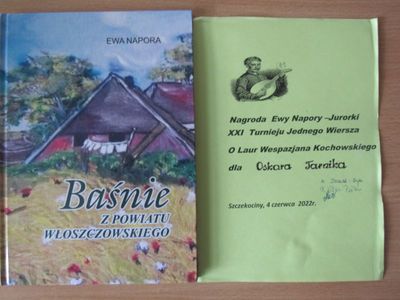 EWA NAPORA
Baśnie
Z POWIATU
WŁOSZCZOWSKIEGO
Nagroda Ewy Napory –Jurorki
XXI Turnieju Jednego Wiersza
O Laur Wespazjana Kochowskiego
dla Oskara Jarzika
Szczekociny, 4 czerwca 2022r.